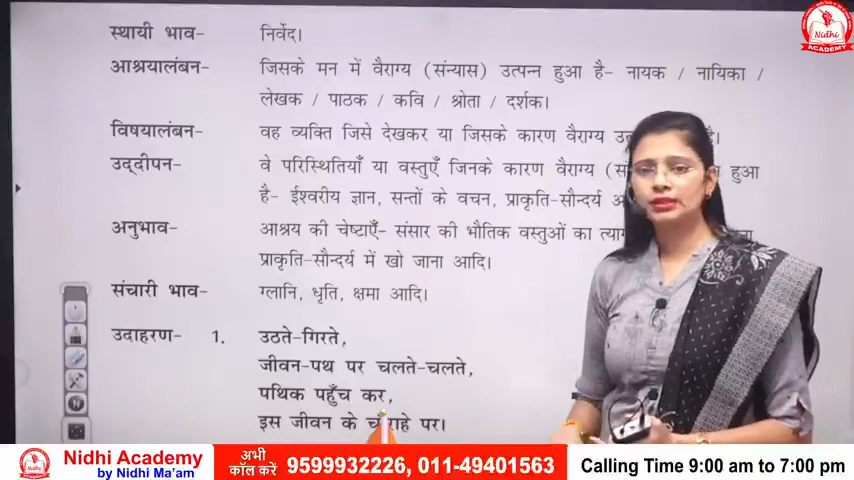 स्थायी भाव- निर्वेद।
आश्रयालंबन- जिसके मन में वैराग्य (संन्यास) उत्पन्न हुआ है- नायक / नायिका /
लेखक / पाठक / कवि / श्रोता / दर्शक।
विषयालंबन- वह व्यक्ति जिसे देखकर या जिसके कारण वैराग्य है।
उद्‌दीपन- वे परिस्थितियाँ या वस्तुएँ जिनके कारण वैराग्य हुआ
है- ईश्वरीय ज्ञान, सन्तों के वचन, प्राकृति-सौन्दर्य
अनुभाव- आश्रय की चेष्टाएँ- संसार की भौतिक वस्तुओं का
प्राकृति-सौन्दर्य में खो जाना आदि।
संचारी भाव- ग्लानि, धृति, क्षमा आदि।
उदाहरण- 1. उठते-गिरते,
जीवन-पथ पर चलते-चलते,
पथिक पहुँच कर,
इस जीवन के पर।
Nidhi
ACADEMY
Nidhi Academy
by Nidhi Ma'am
अभी
कॉल करें
9599932226, 011-49401563
Calling Time 9:00 am to 7:00 pm